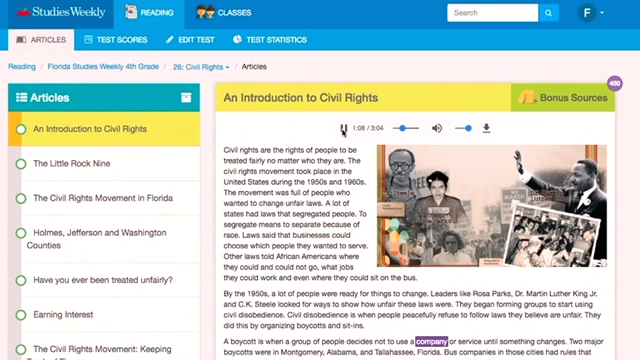 StudiesWeekly
READING
CLASSES
Search
F
ARTICLES
TEST SCORES
EDIT TEST
TEST STATISTICS
Reading / Florida Studies Weekly 4th Grade / 26: Civil Rights / Articles
Articles
An Introduction to Civil Rights
The Little Rock Nine
The Civil Rights Movement in Florida
Holmes, Jefferson and Washington
Counties
Have you ever been treated unfairly?
Earning Interest
The Civil Rights Movement: Keeping
An Introduction to Civil Rights
Bonus Sources
450
1:08 / 3:04
Civil rights are the rights of people to be
treated fairly no matter who they are. The
civil rights movement took place in the
United States during the 1950s and 1960s.
The movement was full of people who
wanted to change unfair laws. A lot of
states had laws that segregated people. To
segregate means to separate because of
race. Laws said that businesses could
choose which people they wanted to serve.
Other laws told African Americans where
they could and could not go, what jobs
they could work and even where they could sit on the bus.
By the 1950s, a lot of people were ready for things to change. Leaders like Rosa Parks, Dr. Martin Luther King Jr.
and C.K. Steele looked for ways to show how unfair these laws were. They began forming groups to start using
civil disobedience. Civil disobedience is when people peacefully refuse to follow laws they believe are unfair. They
did this by organizing boycotts and sit-ins.
A boycott is when a group of people decides not to use a company or service until something changes. Two major
boycotts were in Montgomery, Alabama, and Tallahassee, Florida. Bus companies in these cities had rules that